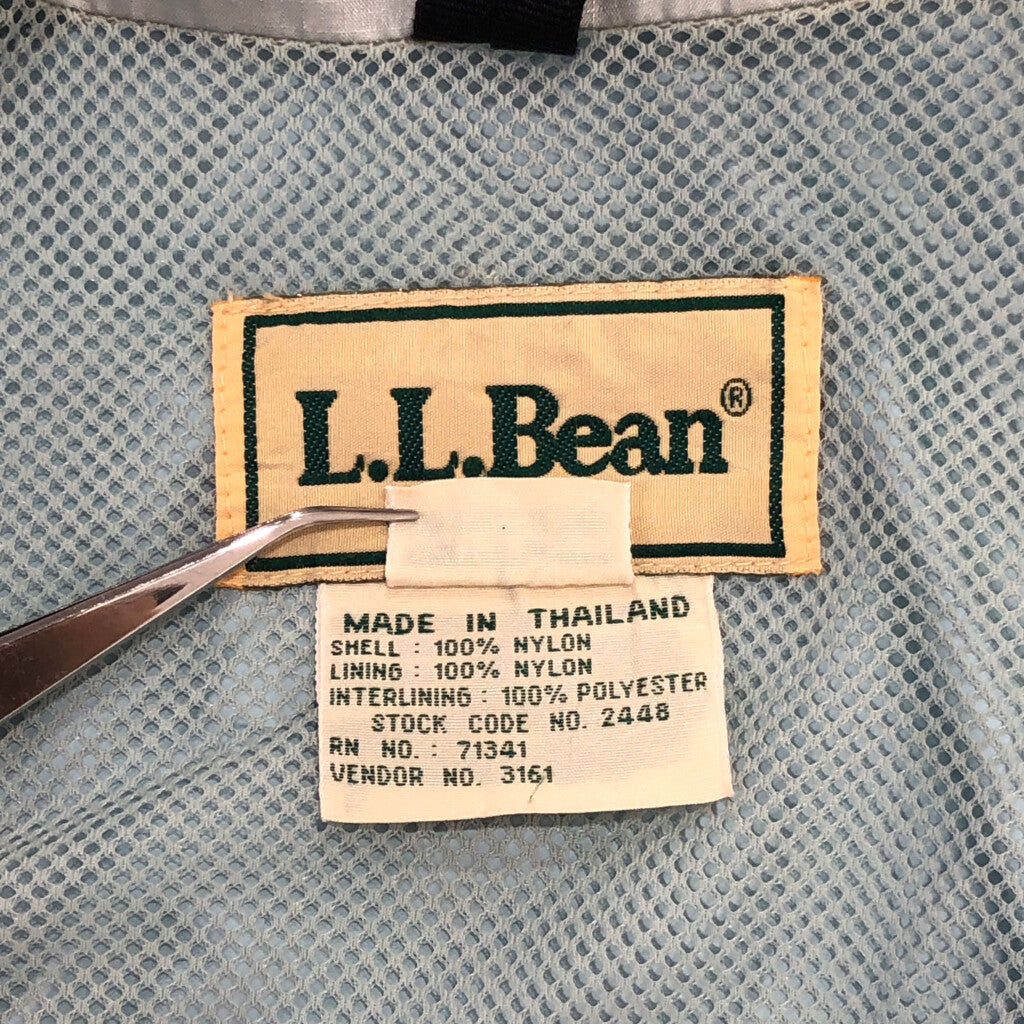 L.L.Bean®
MADE IN THAILAND
SHELL : 100% NYLON
LINING : 100% NYLON
INTERLINING : 100% POLYESTER
STOCK CODE NO. 2448
RN NO. : 71341
VENDOR NO. 3161